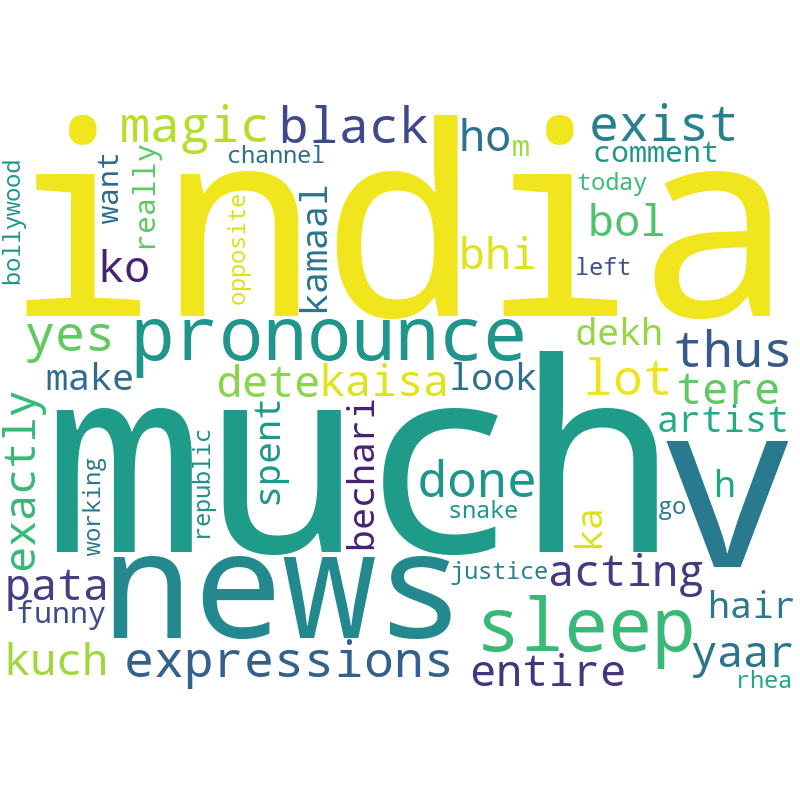 magic black ho m exist
channel comment
bollywood want really opposite kamaal india today
ko bhi bol left
yes pronounce dekh thus
make dete kaisa look lot tere
exactly much v artist
working republic spent bechari done h
snake ka go
pata news justice acting
funny sleep hair
kuch expressions entire yaar
rhea